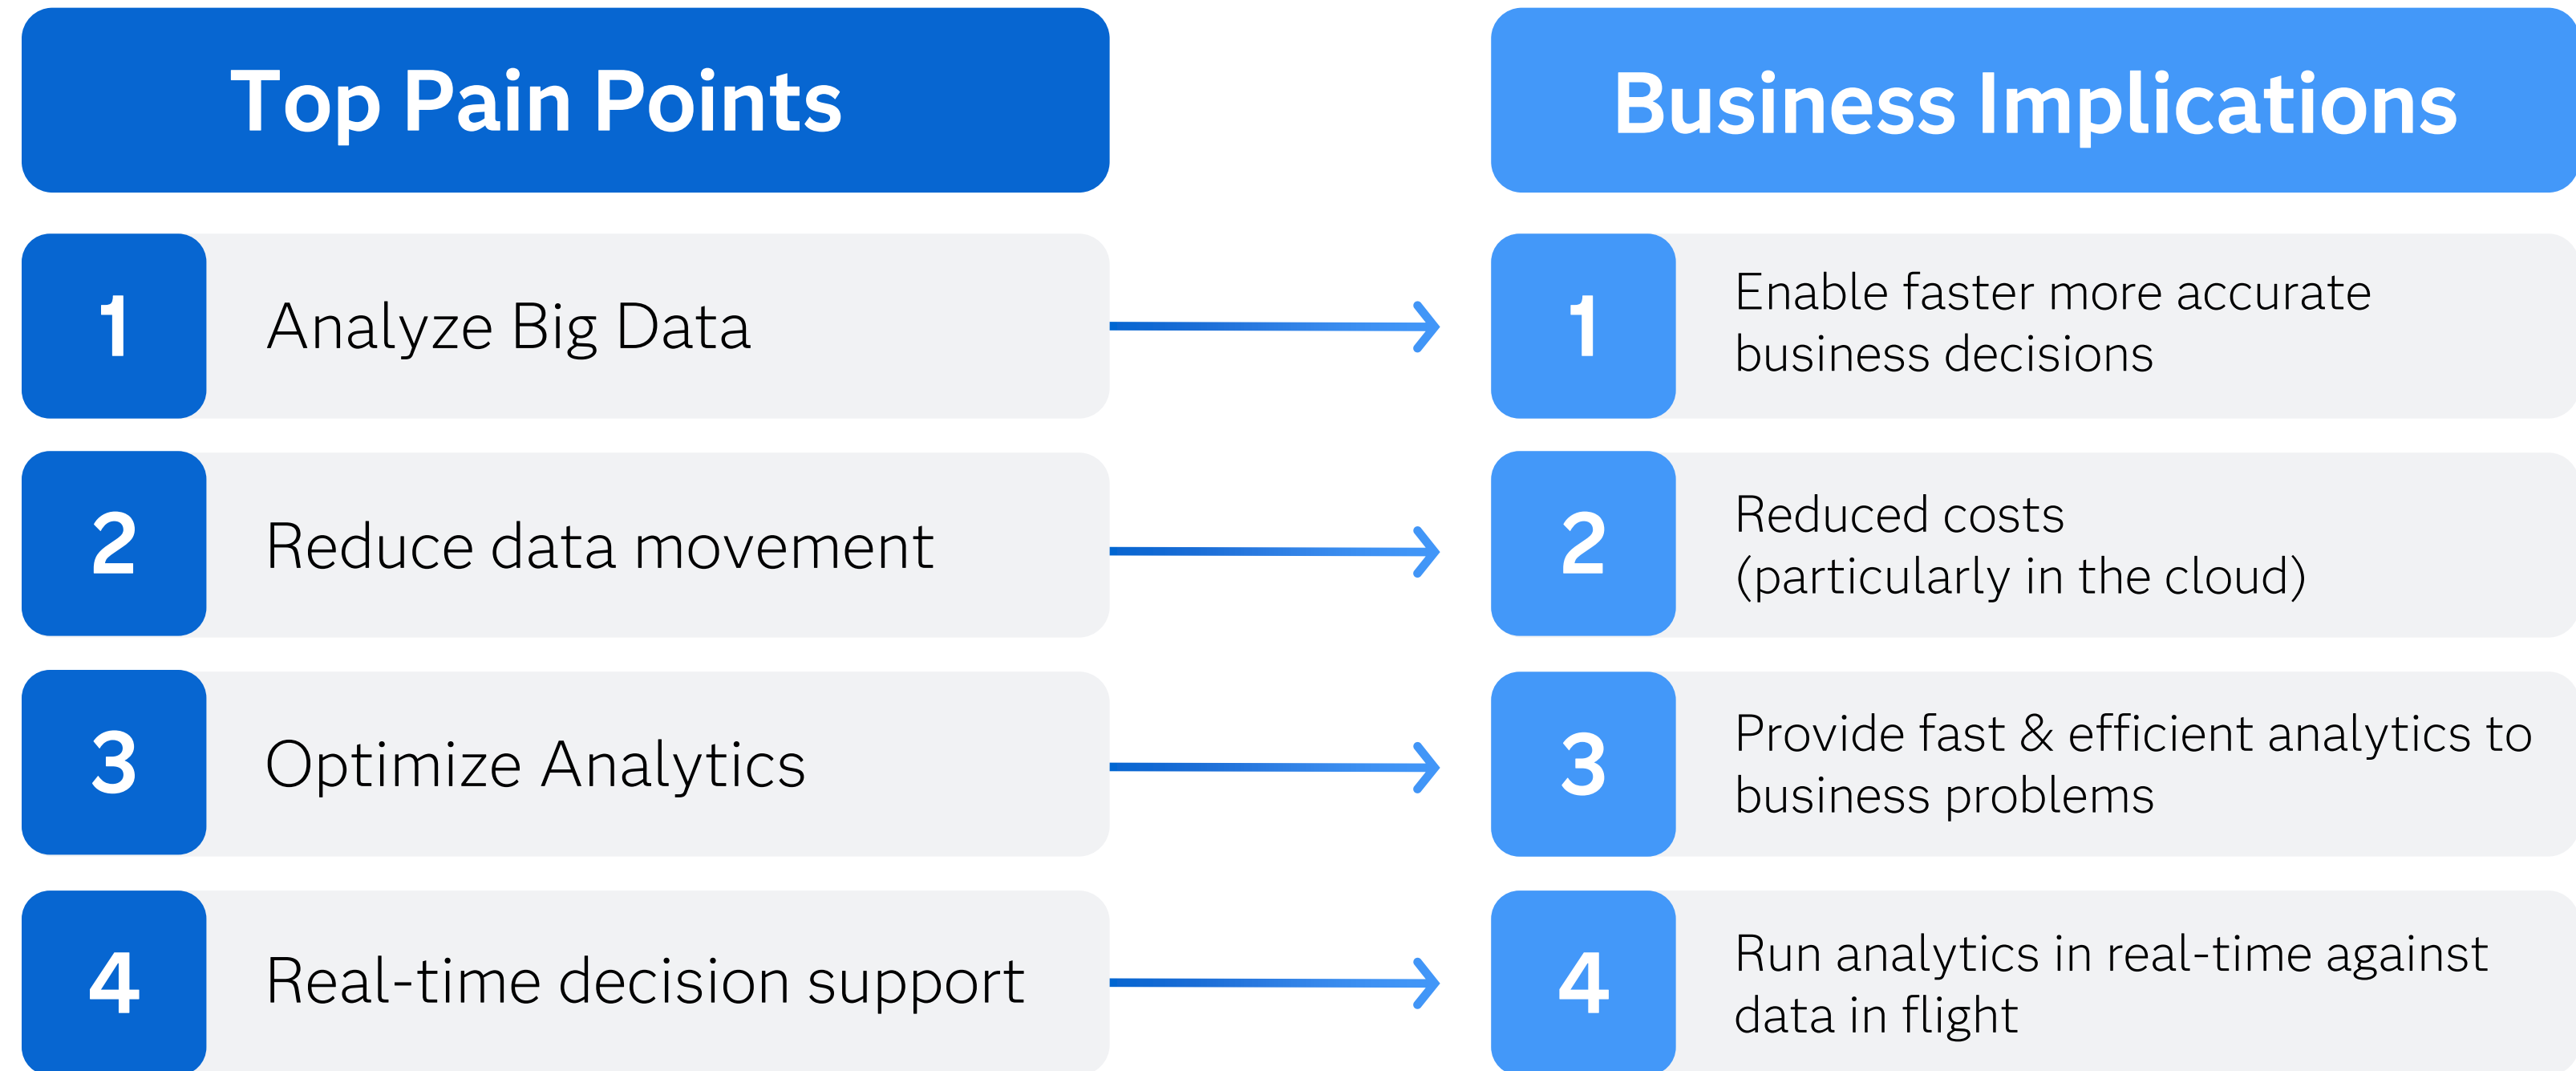 Top Pain Points
Business Implications
1
Analyze Big Data
1
Enable faster more accurate
business decisions
2
Reduce data movement
2
Reduced costs
(particularly in the cloud)
3
Optimize Analytics
3
Provide fast & efficient analytics to
business problems
4
Real-time decision support
4
Run analytics in real-time against
data in flight